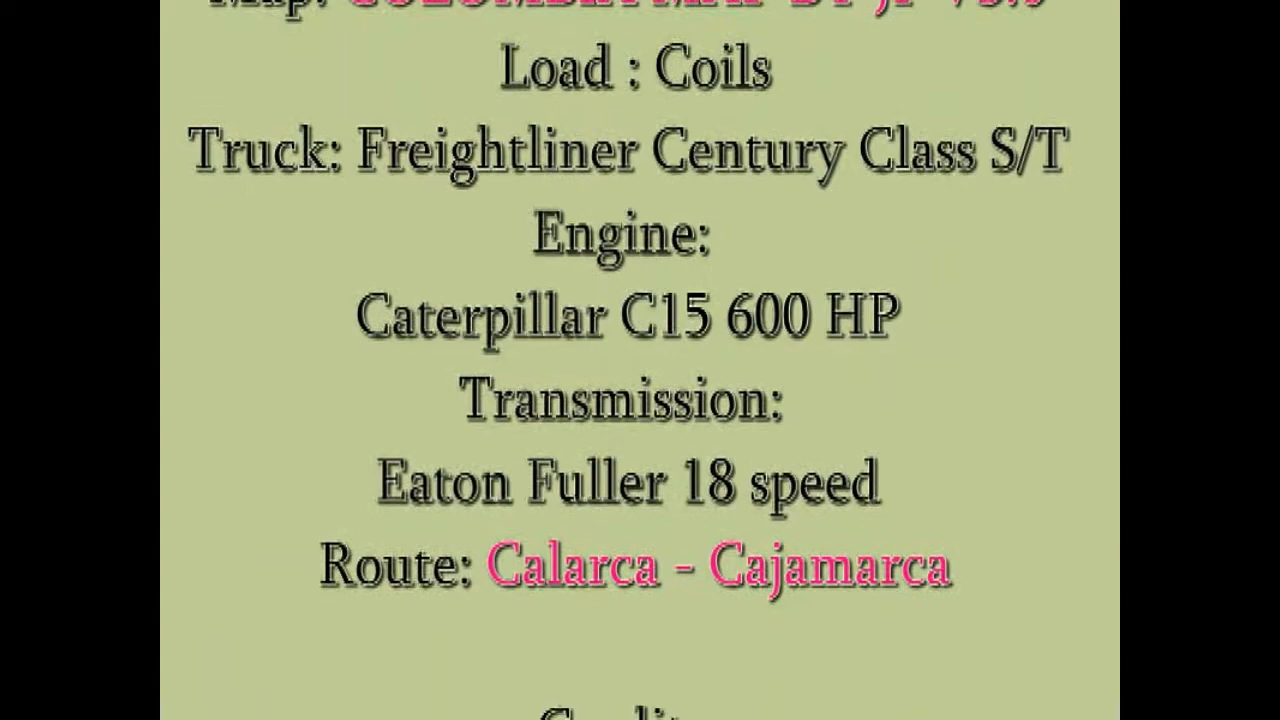 Map:
Load : Coils
Truck: Freightliner Century Class S/T
Engine:
Caterpillar C15 600 HP
Transmission:
Eaton Fuller 18 speed
Route: Calarca - Cajamarca